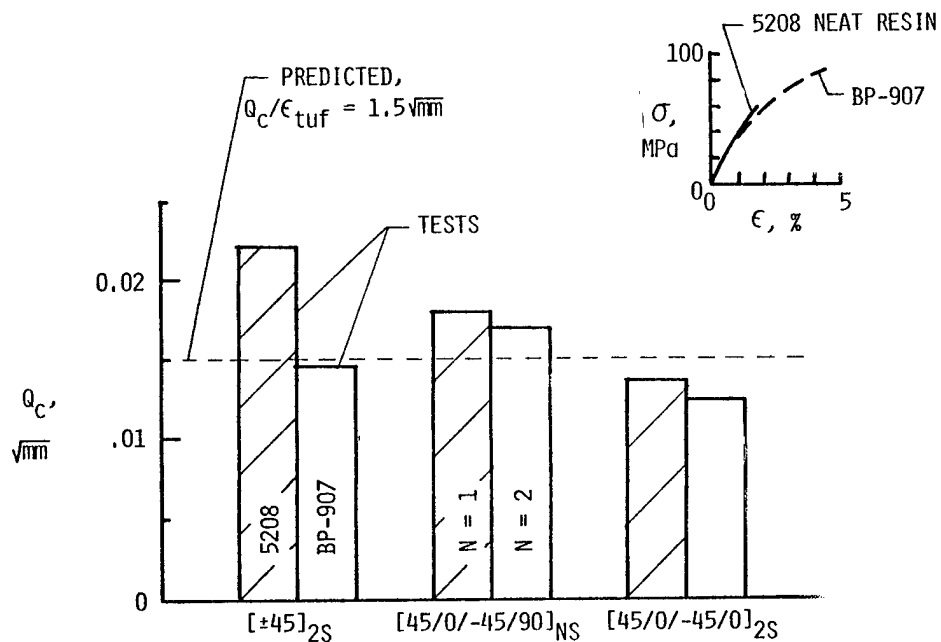 100
5208 NEAT RESIN
BP-907
σ,
MPa
0
0
5
ϵ, %
PREDICTED,
Q_c/ϵ_tuf = 1.5√mm
TESTS
0.02
Q_c,
√mm
.01
0
5208
BP-907
N = 1
N = 2
[±45]_2S
[45/0/-45/90]_NS
[45/0/-45/0]_2S